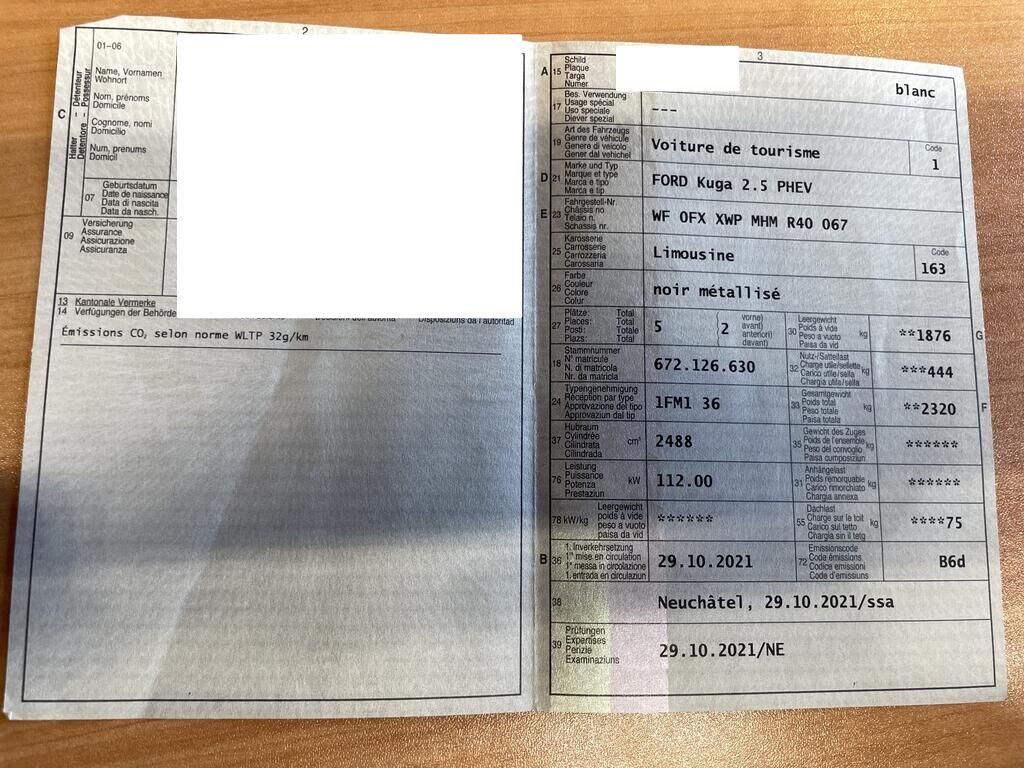 2
01–06
Name, Vornamen
Wohnort
Nom, prénoms
Domicile
Cognome, nomi
Domicilio
Num, prenums
Domicil
C
Halter – Détenteur
Detentore – Possessur
07
Geburtsdatum
Date de naissance
Data di nascita
Data da nasch.
09
Versicherung
Assurance
Assicurazione
Assicuranza
13 Kantonale Vermerke
14 Verfügungen der Behörde
Disposizions da l'autoritad
Émissions CO₂ selon norme WLTP 32g/km
3
A 15
Schild
Plaque
Targa
Numer
blanc
17
Bes. Verwendung
Usage spécial
Uso speciale
Diever spezial
---
19
Art des Fahrzeugs
Genre de véhicule
Genere di veicolo
Gener dal vehichel
Voiture de tourisme
Code
1
D 21
Marke und Typ
Marque et type
Marca e tipo
Marca e tip
FORD Kuga 2.5 PHEV
E 23
Fahrgestell-Nr.
Châssis no
Telaio n.
Schassis nr.
WF 0FX XWP MHM R40 067
25
Karosserie
Carrosserie
Carrozzeria
Carossaria
Limousine
Code
163
26
Farbe
Couleur
Colore
Colur
noir métallisé
27
Plätze: Total
Places: Total
Posti: Totale
Plazs: Total
5
2
vorne)
avant)
anteriori)
davant)
30
Leergewicht
Poids à vide
Peso a vuoto
Paisa da vid
kg
**1876
G
18
Stammnummer
N° matricule
N. di matricola
Nr. da matricla
672.126.630
32
Nutz-/Sattellast
Charge utile/sellette
Carico utile/sella
Chargia utila/sella
kg
***444
24
Typengenehmigung
Réception par type
Approvazione del tipo
Approvaziun dal tip
1FM1 36
33
Gesamtgewicht
Poids total
Peso totale
Paisa totala
kg
**2320
F
37
Hubraum
Cylindrée
Cilindrata
Cilindrada
cm³
2488
35
Gewicht des Zuges
Poids de l'ensemble
Peso del convoglio
Paisa cumposiziun
kg
******
76
Leistung
Puissance
Potenza
Prestaziun
kW
112.00
31
Anhängelast
Poids remorquable
Carico rimorchiato
Chargia annexa
kg
******
78 kW/kg
Leergewicht
poids à vide
peso a vuoto
paisa da vid
******
55
Dachlast
Charge sur le toit
Carico sul tetto
Chargia sin il tetg
kg
****75
B 36
1. Inverkehrsetzung
1re mise en circulation
1a messa in circolazione
1. entrada en circulaziun
29.10.2021
72
Emissionscode
Code émissions
Codice emissioni
Code d'emissiuns
B6d
38
Neuchâtel, 29.10.2021/ssa
39
Prüfungen
Expertises
Perizie
Examinaziuns
29.10.2021/NE